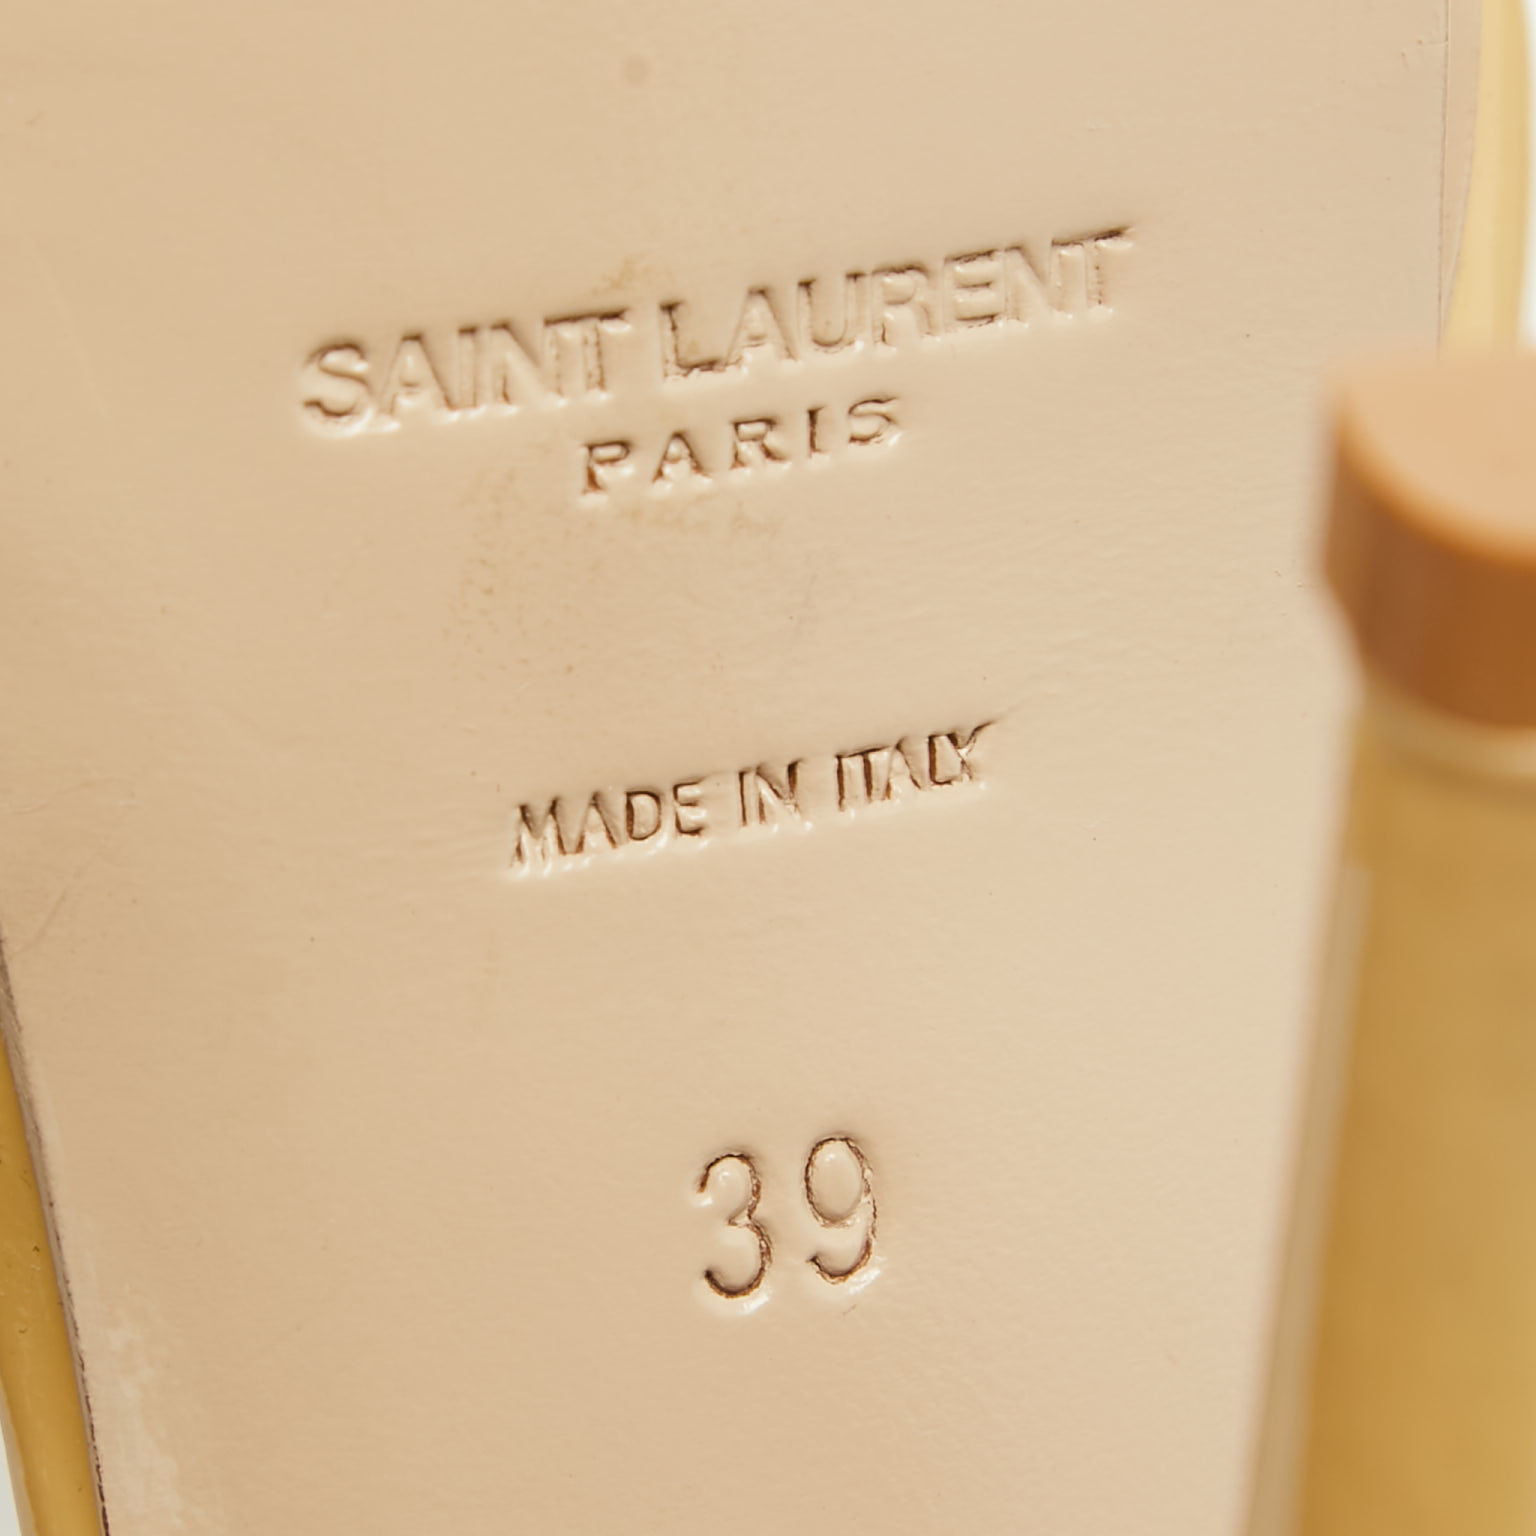 SAINT LAURENT
PARIS
MADE IN ITALY
39